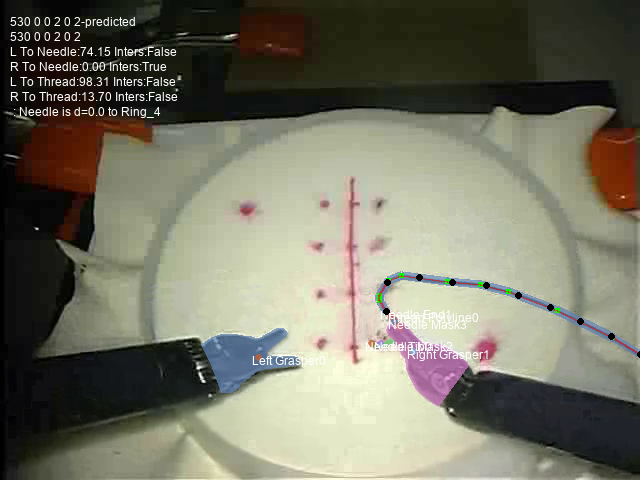 530 0 0 2 0 2-predicted
530 0 0 2 0 2
L To Needle:74.15 Inters:False
R To Needle:0.00 Inters:True
L To Thread:98.31 Inters:False
R To Thread:13.70 Inters:False
: Needle is d=0.0 to Ring_4
Needle Mask3
Left Grasper0
Right Grasper1